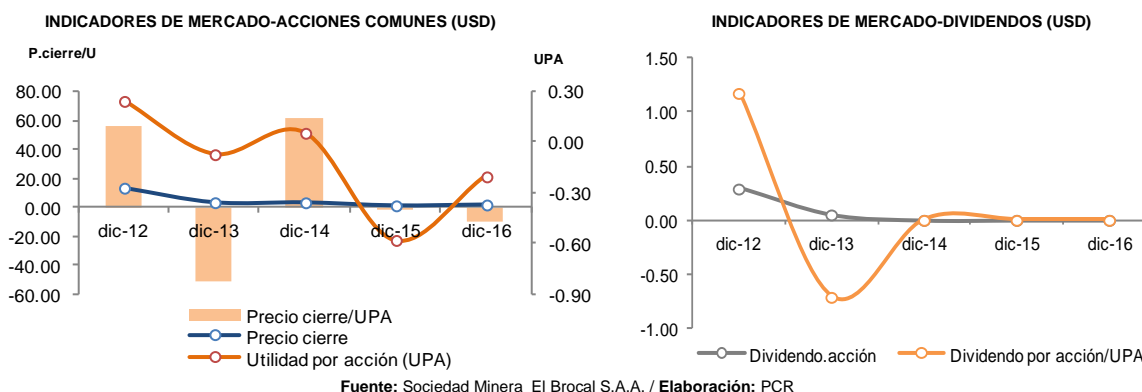 INDICADORES DE MERCADO-ACCIONES COMUNES (USD)
P.cierre/U
UPA
80.00
60.00
40.00
20.00
0.00
-20.00
-40.00
-60.00
0.30
0.00
-0.30
-0.60
-0.90
dic-12 dic-13 dic-14 dic-15 dic-16
Precio cierre/UPA
Precio cierre
Utilidad por acción (UPA)
INDICADORES DE MERCADO-DIVIDENDOS (USD)
1.50
1.00
0.50
0.00
-0.50
-1.00
dic-12 dic-13 dic-14 dic-15 dic-16
Dividendo.acción Dividendo por acción/UPA
Fuente: Sociedad Minera El Brocal S.A.A. / Elaboración: PCR